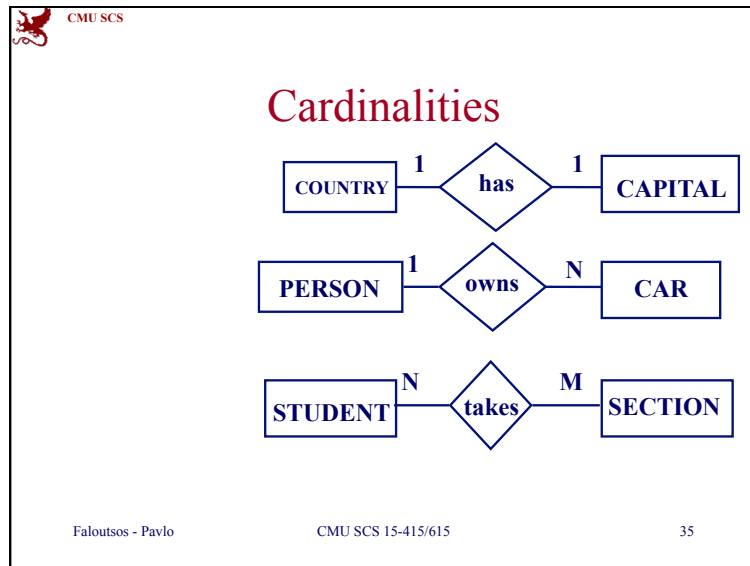 CMU SCS
Cardinalities
COUNTRY 1 has 1 CAPITAL
PERSON 1 owns N CAR
STUDENT N takes M SECTION
Faloutsos - Pavlo CMU SCS 15-415/615 35